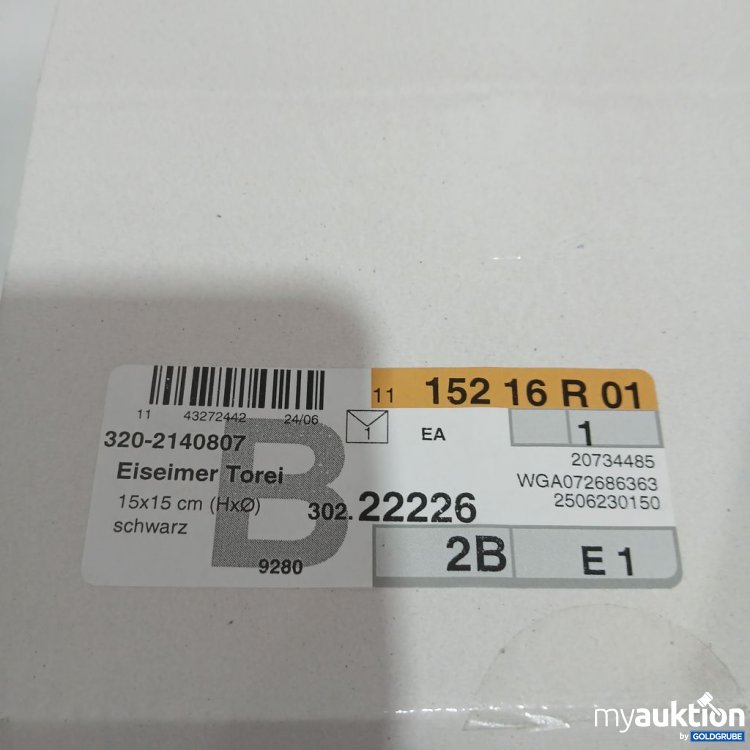 11 43272442 24/06
320-2140807
Eiseimer Torei
15x15 cm (HxØ)
schwarz
B
9280
11 152 16 R 01
1 EA 1
20734485
WGA072686363
2506230150
302.22226
2B E 1
myauktion
by GOLDGRUBE